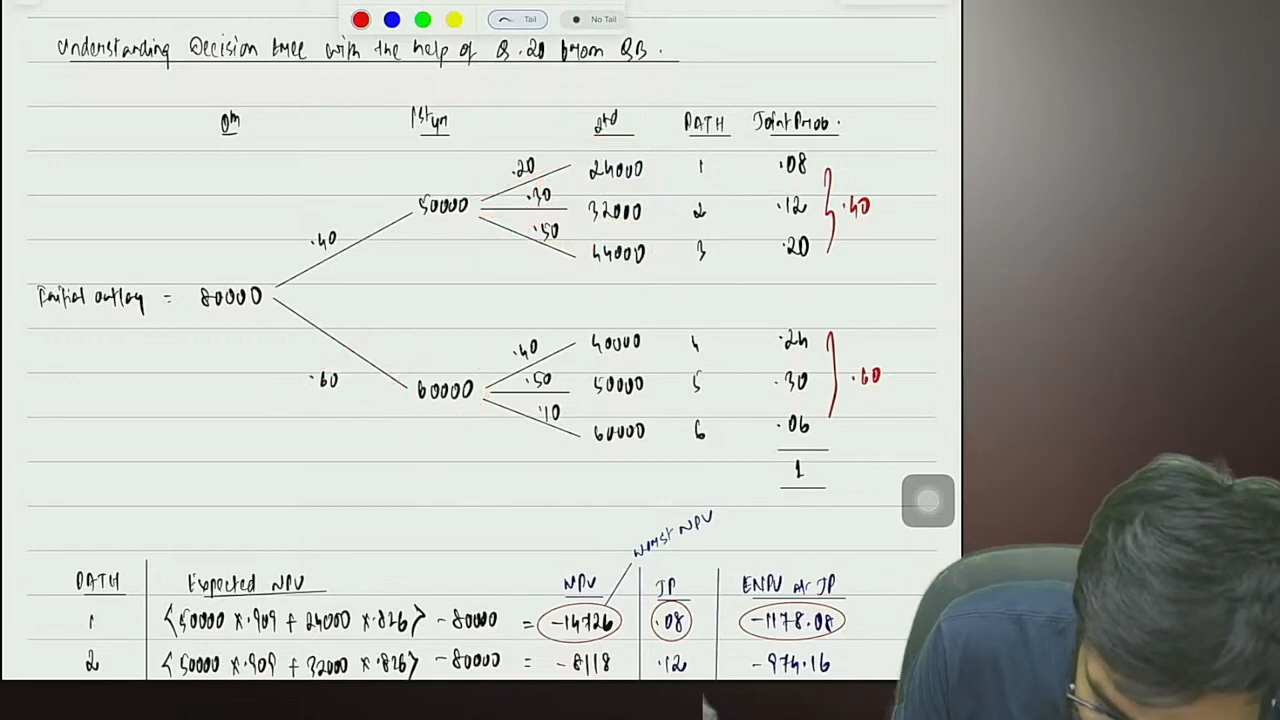 Tail No Tail
Understanding Decision tree with the help of Q.20 from QB.
0th 1st yr 2nd PATH Joint Prob.
.20 24000 1 .08
50000 .30 32000 2 .12 .40
.40 .50 44000 3 .20
Initial outlay = 80000
.40 40000 4 .24
.60 60000 .50 50000 5 .30 .60
.10 60000 6 .06
1
Worst NPV
PATH Expected NPV NPV JP ENPV at JP
1 {50000 x .909 + 24000 x .826} - 80000 = -14726 .08 -1178.08
2 {50000 x .909 + 32000 x .826} - 80000 = -8118 .12 -974.16